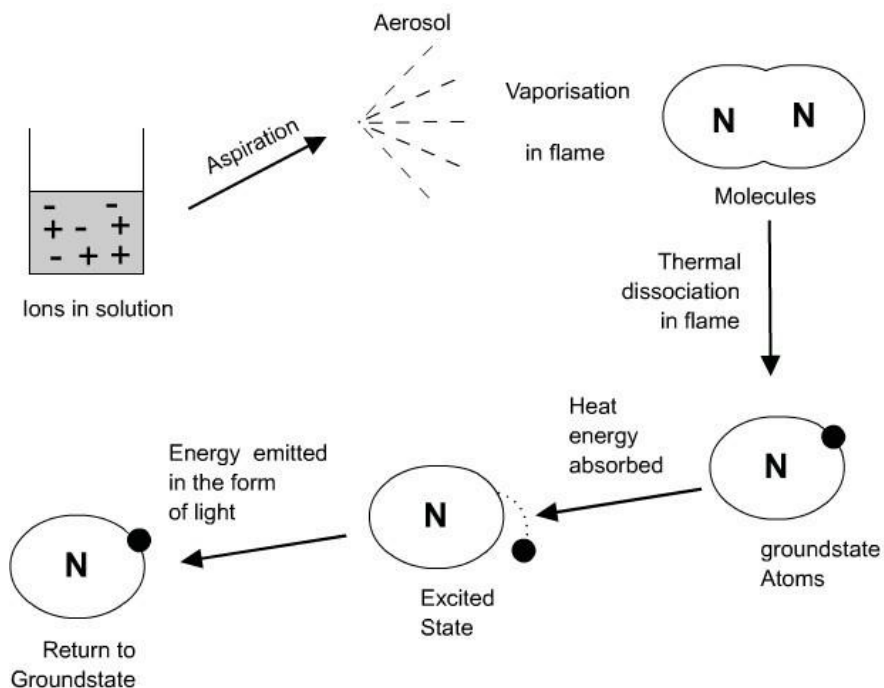 Aerosol
Aspiration
Vaporisation
in flame
N N
Molecules
- -
+ - +
- + +
Ions in solution
Thermal
dissociation
in flame
N
groundstate
Atoms
Heat
energy
absorbed
N
Excited
State
Energy emitted
in the form
of light
N
Return to
Groundstate